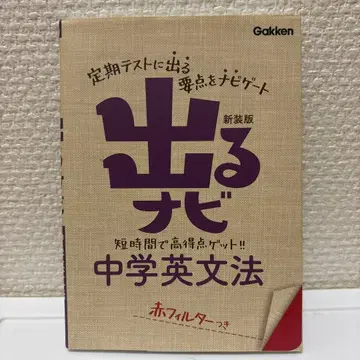 Gakken
定期テストに出る
要点をナビゲート
新装版
出る
ナビ
短時間で高得点ゲット!!
中学英文法
赤フィルターつき